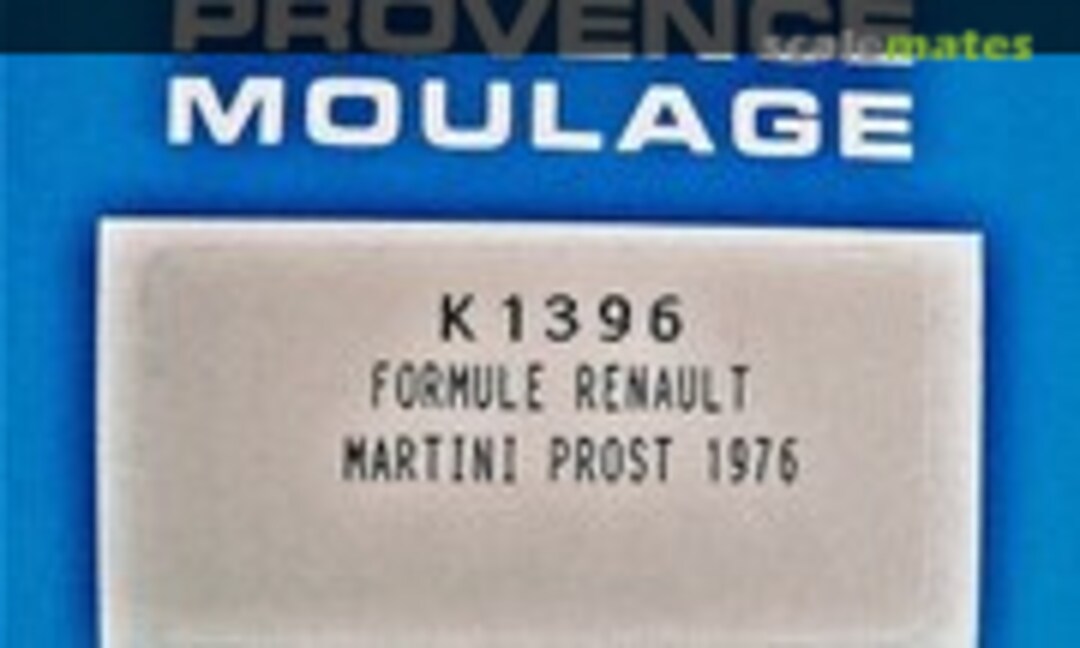 PROVENCE
scalemates
MOULAGE
K1396
FORMULE RENAULT
MARTINI PROST 1976